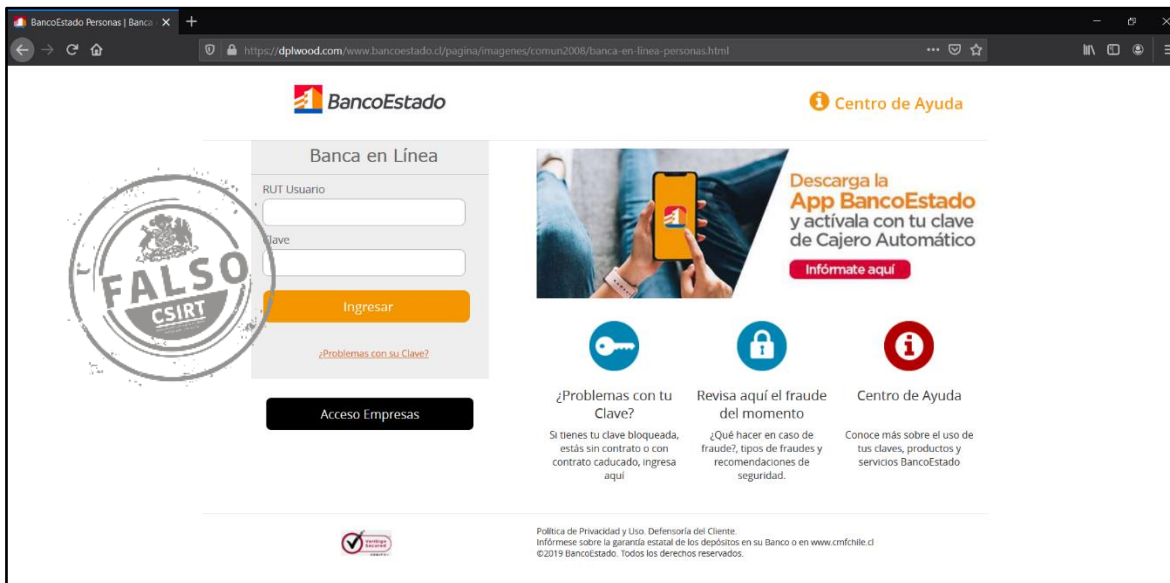 BancoEstado Personas | Banca
https://dplwood.com/www.bancoestado.cl/pagina/imagenes/comun2008/banca-en-linea-personas.html
BancoEstado
Centro de Ayuda
Banca en Línea
RUT Usuario
Clave
Ingresar
¿Problemas con su Clave?
Acceso Empresas
FALSO
CSIRT
Descarga la
App BancoEstado
y actívala con tu clave
de Cajero Automático
Infórmate aquí
¿Problemas con tu
Clave?
Si tienes tu clave bloqueada,
estás sin contrato o con
contrato caducado, ingresa
aquí
Revisa aquí el fraude
del momento
¿Qué hacer en caso de
fraude?, tipos de fraudes y
recomendaciones de
seguridad.
Centro de Ayuda
Conoce más sobre el uso de
tus claves, productos y
servicios BancoEstado
Política de Privacidad y Uso. Defensoría del Cliente.
Infórmese sobre la garantía estatal de los depósitos en su Banco o en www.cmfchile.cl
©2019 BancoEstado. Todos los derechos reservados.